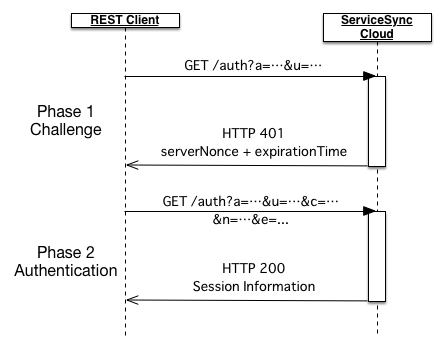 REST Client
ServiceSync
Cloud
GET /auth?a=…&u=…
Phase 1
Challenge
HTTP 401
serverNonce + expirationTime
GET /auth?a=…&u=…&c=…
&n=…&e=...
Phase 2
Authentication
HTTP 200
Session Information